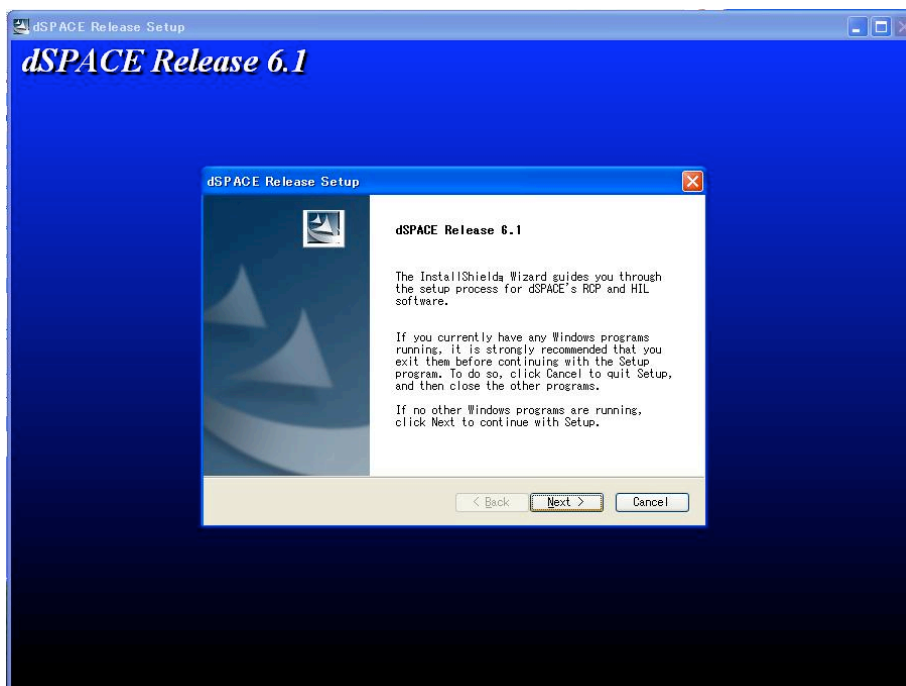 dSPACE Release Setup
dSPACE Release 6.1
dSPACE Release Setup
dSPACE Release 6.1
The InstallShield® Wizard guides you through
the setup process for dSPACE's RCP and HIL
software.
If you currently have any Windows programs
running, it is strongly recommended that you
exit them before continuing with the Setup
program. To do so, click Cancel to quit Setup,
and then close the other programs.
If no other Windows programs are running,
click Next to continue with Setup.
< Back Next > Cancel